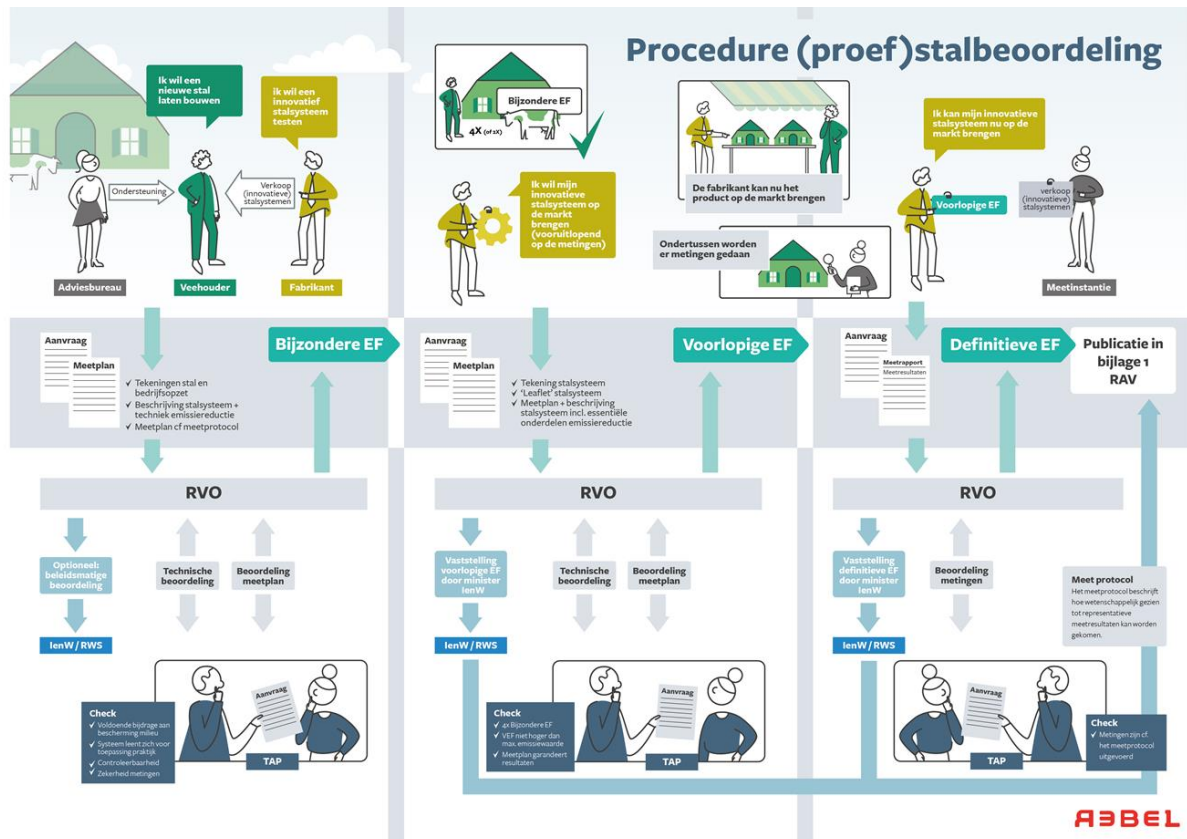 Procedure (proef)stalbeoordeling
Ik wil een
nieuwe stal
laten bouwen
ik wil een
innovatief
stalsysteem
testen
Ondersteuning
Verkoop
(innovatieve)
stalsystemen
Adviesbureau
Veehouder
Fabrikant
Bijzondere EF
4X (of 2X)
Ik wil mijn
innovatieve
stalsysteem op
de markt
brengen
(vooruitlopend
op de metingen)
De fabrikant kan nu het
product op de markt brengen
Ondertussen worden
er metingen gedaan
Ik kan mijn innovatieve
stalsysteem nu op de
markt brengen
Voorlopige EF
verkoop
(innovatieve)
stalsystemen
Meetinstantie
Aanvraag
Meetplan
Tekeningen stal en
bedrijfsopzet
Beschrijving stalsysteem +
techniek emissiereductie
Meetplan cf meetprotocol
Bijzondere EF
Aanvraag
Meetplan
Tekening stalsysteem
'Leaflet' stalsysteem
Meetplan + beschrijving
stalsysteem incl. essentiële
onderdelen emissiereductie
Voorlopige EF
Aanvraag
Meetrapport
Meetresultaten
Definitieve EF
Publicatie in
bijlage 1
RAV
RVO
Optioneel:
beleidsmatige
beoordeling
Technische
beoordeling
Beoordeling
meetplan
IenW/RWS
Aanvraag
Check
Voldoende bijdrage aan
bescherming milieu
Systeem leent zich voor
toepassing praktijk
Controleerbaarheid
Zekerheid metingen
TAP
RVO
Vaststelling
voorlopige EF
door minister
IenW
Technische
beoordeling
Beoordeling
meetplan
IenW/RWS
Aanvraag
Check
4x Bijzondere EF
VEF niet hoger dan
max. emissiewaarde
Meetplan garandeert
resultaten
TAP
RVO
Vaststelling
definitieve EF
door minister
IenW
Beoordeling
metingen
IenW/RWS
Meet protocol
Het meetprotocol beschrijft
hoe wetenschappelijk gezien
tot representatieve
meetresultaten kan worden
gekomen.
Aanvraag
Check
Metingen zijn cf.
het meetprotocol
uitgevoerd
TAP
REBEL